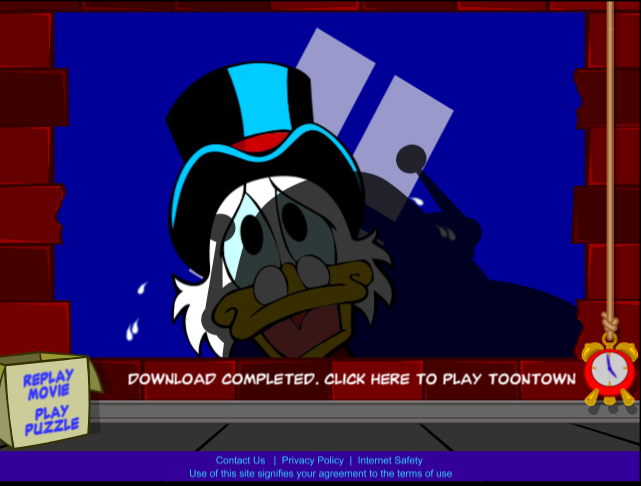 REPLAY
MOVIE
PLAY
PUZZLE
DOWNLOAD COMPLETED. CLICK HERE TO PLAY TOONTOWN
Contact Us | Privacy Policy | Internet Safety
Use of this site signifies your agreement to the terms of use